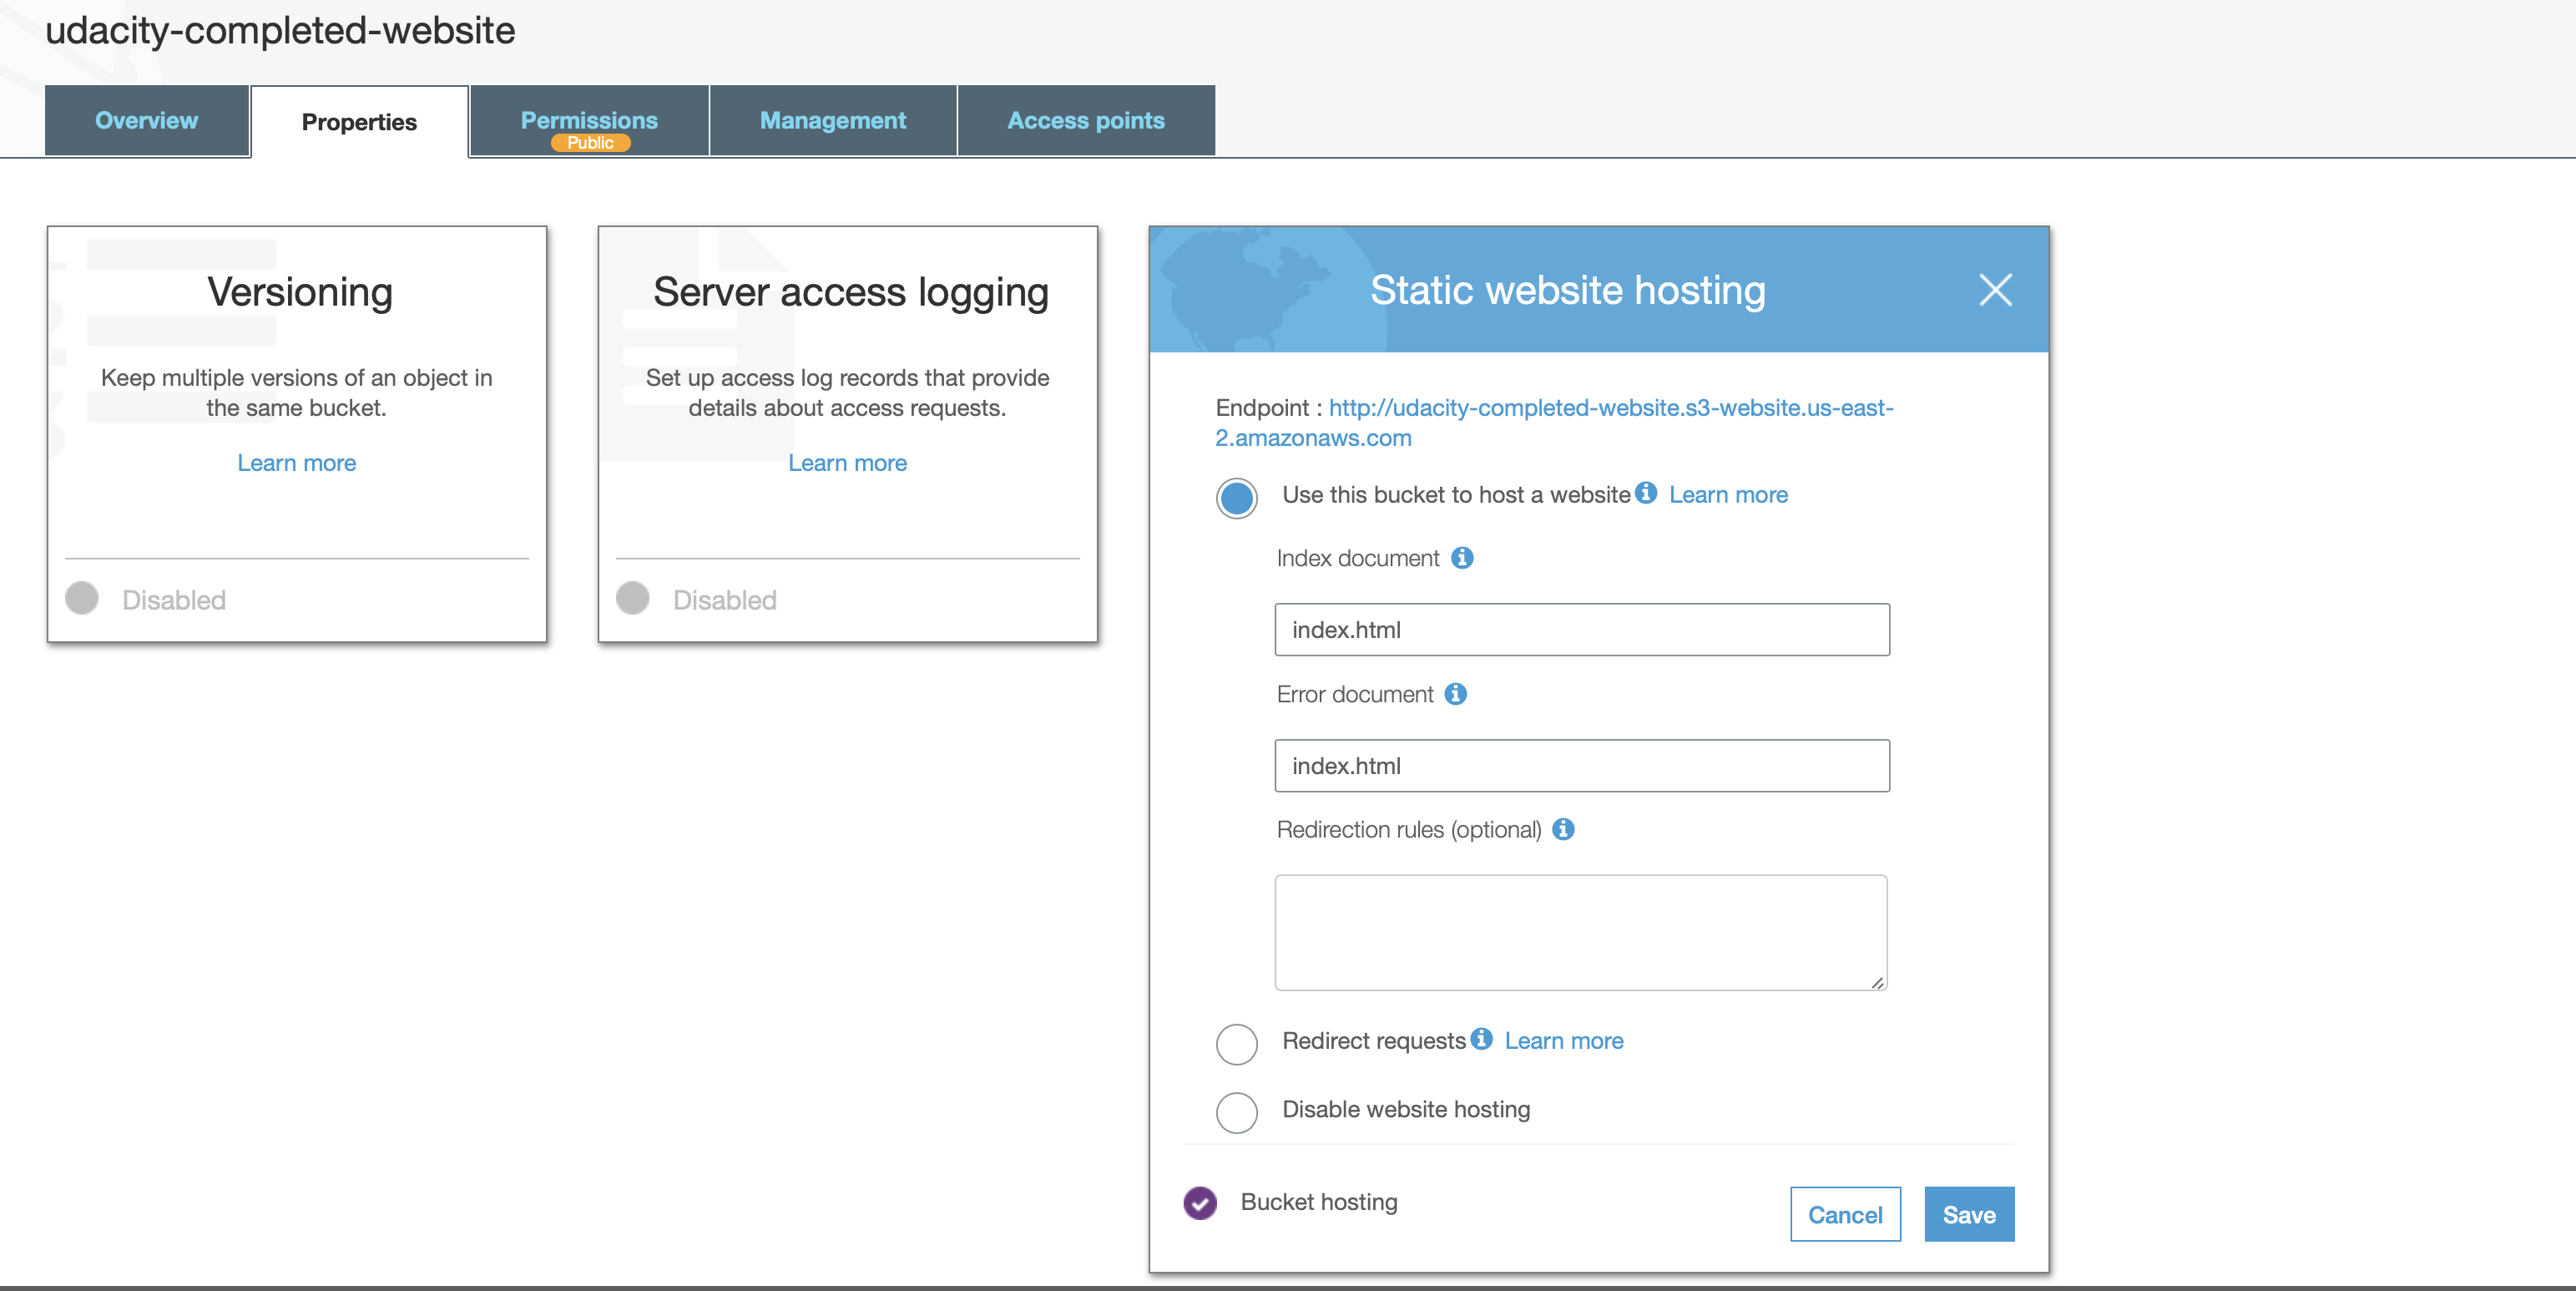 udacity-completed-website
Overview
Properties
Permissions
Public
Management
Access points
Versioning
Keep multiple versions of an object in
the same bucket.
Learn more
Disabled
Server access logging
Set up access log records that provide
details about access requests.
Learn more
Disabled
Static website hosting
Endpoint : http://udacity-completed-website.s3-website.us-east-
2.amazonaws.com
Use this bucket to host a website Learn more
Index document
index.html
Error document
index.html
Redirection rules (optional)
Redirect requests Learn more
Disable website hosting
Bucket hosting
Cancel
Save